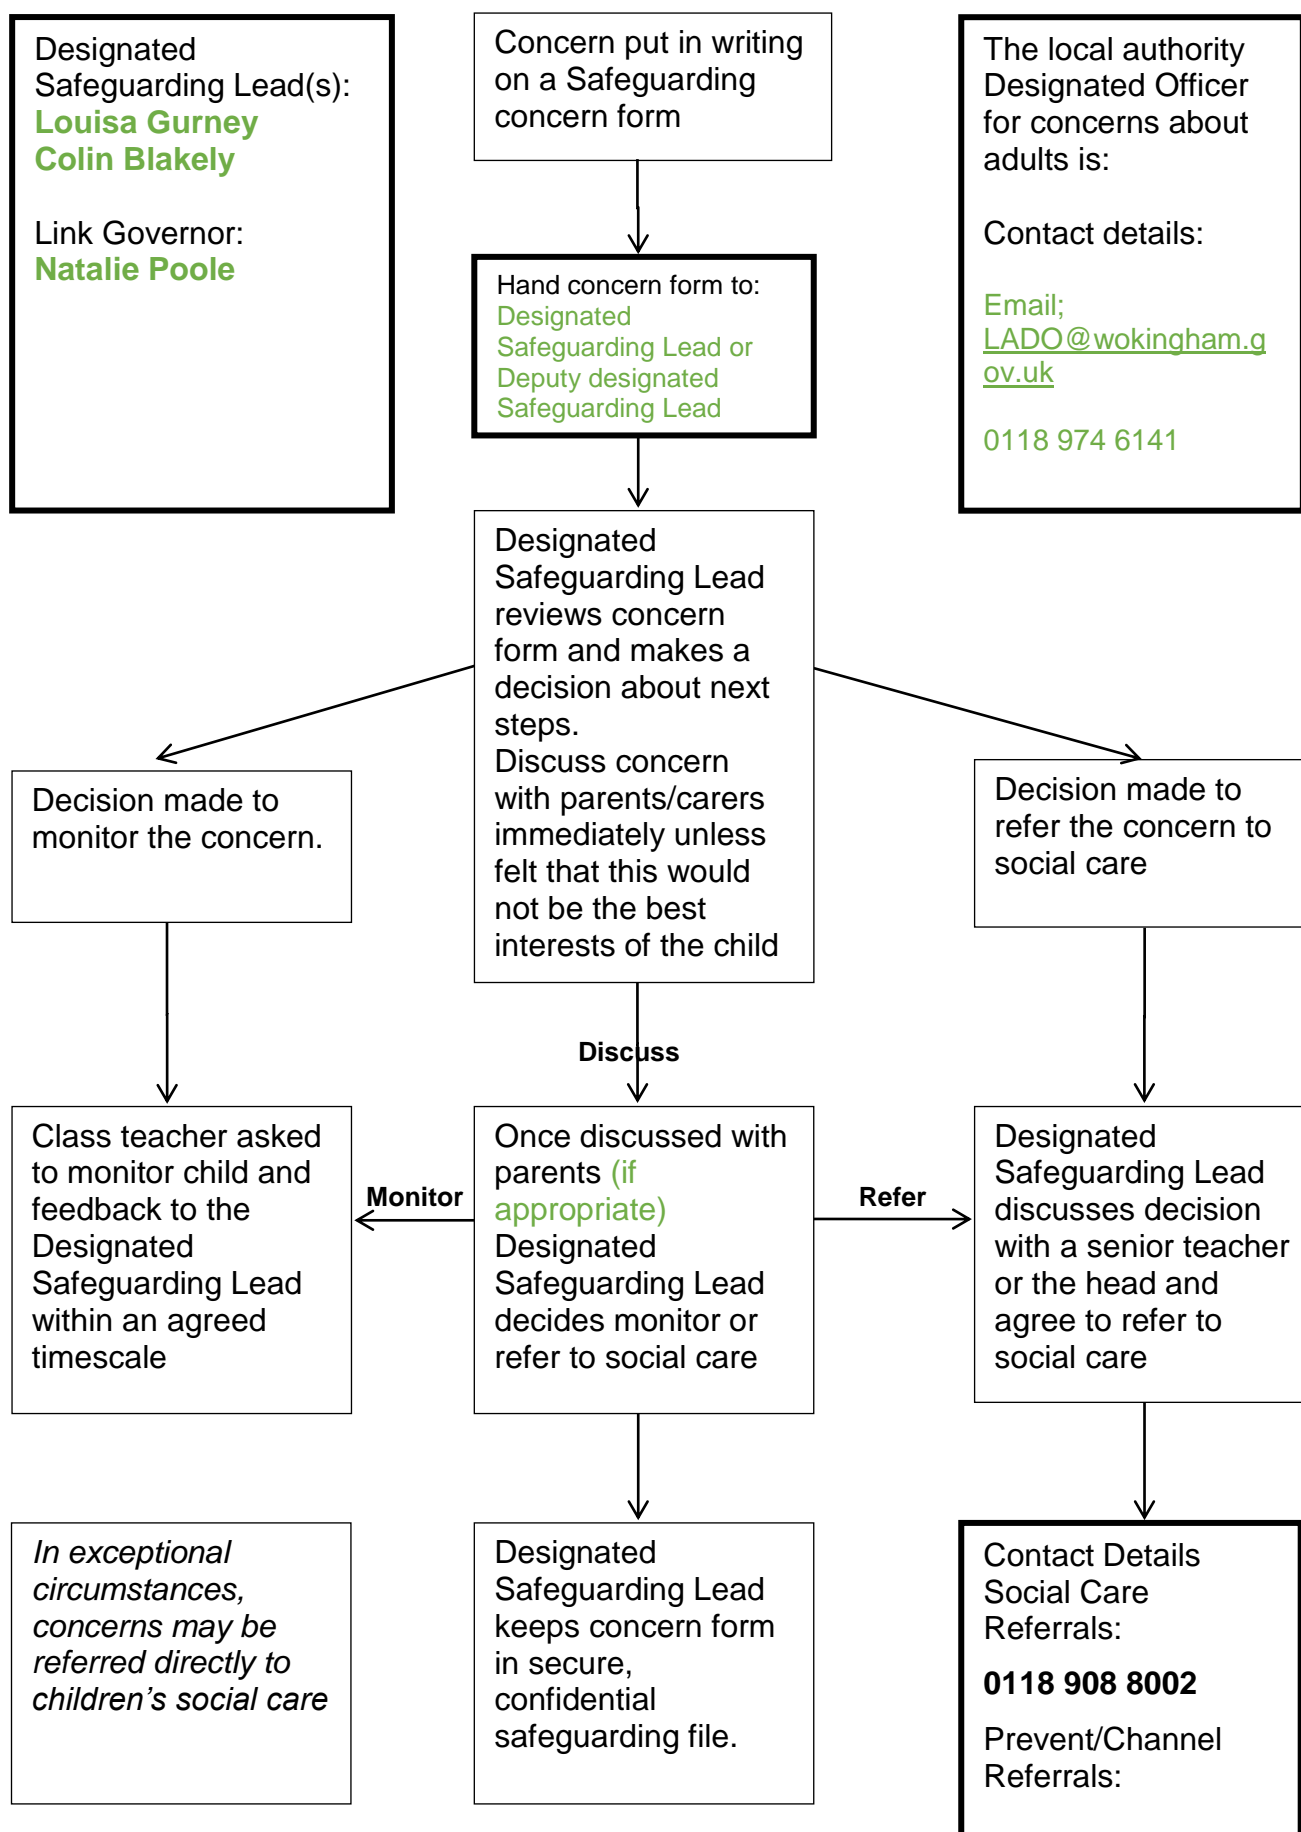 Designated
Safeguarding Lead(s):
Louisa Gurney
Colin Blakely
Link Governor:
Natalie Poole
Concern put in writing
on a Safeguarding
concern form
The local authority
Designated Officer
for concerns about
adults is:
Contact details:
Email;
LADO@wokingham.g
ov.uk
0118 974 6141
Hand concern form to:
Designated
Safeguarding Lead or
Deputy designated
Safeguarding Lead
Designated
Safeguarding Lead
reviews concern
form and makes a
decision about next
steps.
Discuss concern
with parents/carers
immediately unless
felt that this would
not be the best
interests of the child
Decision made to
monitor the concern.
Decision made to
refer the concern to
social care
Discuss
Class teacher asked
to monitor child and
feedback to the
Designated
Safeguarding Lead
within an agreed
timescale
Monitor
Once discussed with
parents (if
appropriate)
Designated
Safeguarding Lead
decides monitor or
refer to social care
Refer
Designated
Safeguarding Lead
discusses decision
with a senior teacher
or the head and
agree to refer to
social care
In exceptional
circumstances,
concerns may be
referred directly to
children’s social care
Designated
Safeguarding Lead
keeps concern form
in secure,
confidential
safeguarding file.
Contact Details
Social Care
Referrals:
0118 908 8002
Prevent/Channel
Referrals: